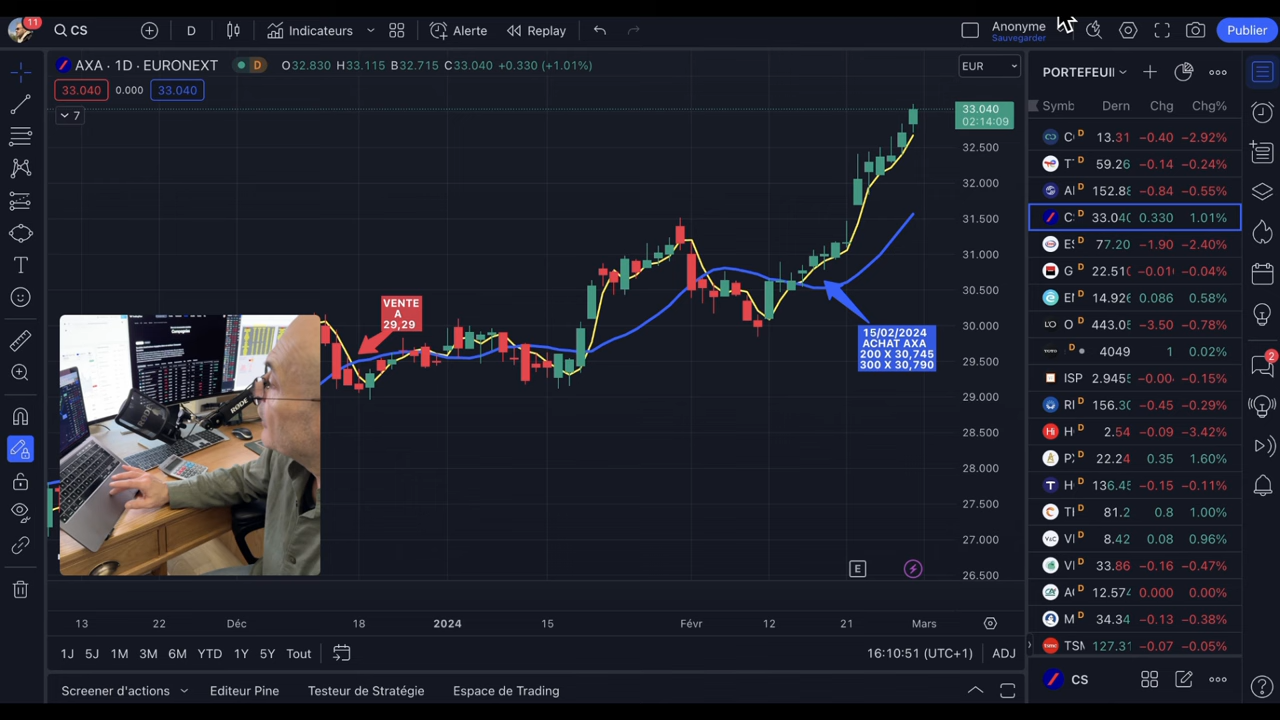 11
CS
D
Indicateurs
Alerte
Replay
Anonyme
Sauvegarder
Publier
AXA · 1D · EURONEXT
D
O32.830 H33.115 B32.715 C33.040 +0.330 (+1.01%)
EUR
33.040
0.000
33.040
7
33.040
02:14:09
32.500
32.000
31.500
31.000
30.500
30.000
29.500
29.000
28.500
28.000
27.500
27.000
26.500
VENTE
A
29,29
15/02/2024
ACHAT AXA
200 X 30,745
300 X 30,790
RODE
E
13
22
Déc
18
2024
15
Févr
12
21
Mars
1J 5J 1M 3M 6M YTD 1Y 5Y Tout
16:10:51 (UTC+1)
ADJ
Screener d'actions
Editeur Pine
Testeur de Stratégie
Espace de Trading
PORTEFEUI
Symb Dern Chg Chg%
D 13.31 −0.40 −2.92%
D 59.26 −0.14 −0.24%
D 152.88 −0.84 −0.55%
D 33.040 0.330 1.01%
D 77.20 −1.90 −2.40%
G D 22.510 −0.010 −0.04%
D 14.926 0.086 0.58%
O D 443.05 −3.50 −0.78%
D 4049 1 0.02%
ISP 2.9455 −0.00 −0.15%
D 156.30 −0.45 −0.29%
D 2.54 −0.09 −3.42%
D 22.24 0.35 1.60%
D 136.45 −0.15 −0.11%
D 81.2 0.8 1.00%
D 8.42 0.08 0.96%
D 33.86 −0.16 −0.47%
D 12.574 0.000 0.00%
D 34.34 −0.13 −0.38%
TSM 127.31 −0.07 −0.05%
CS
2